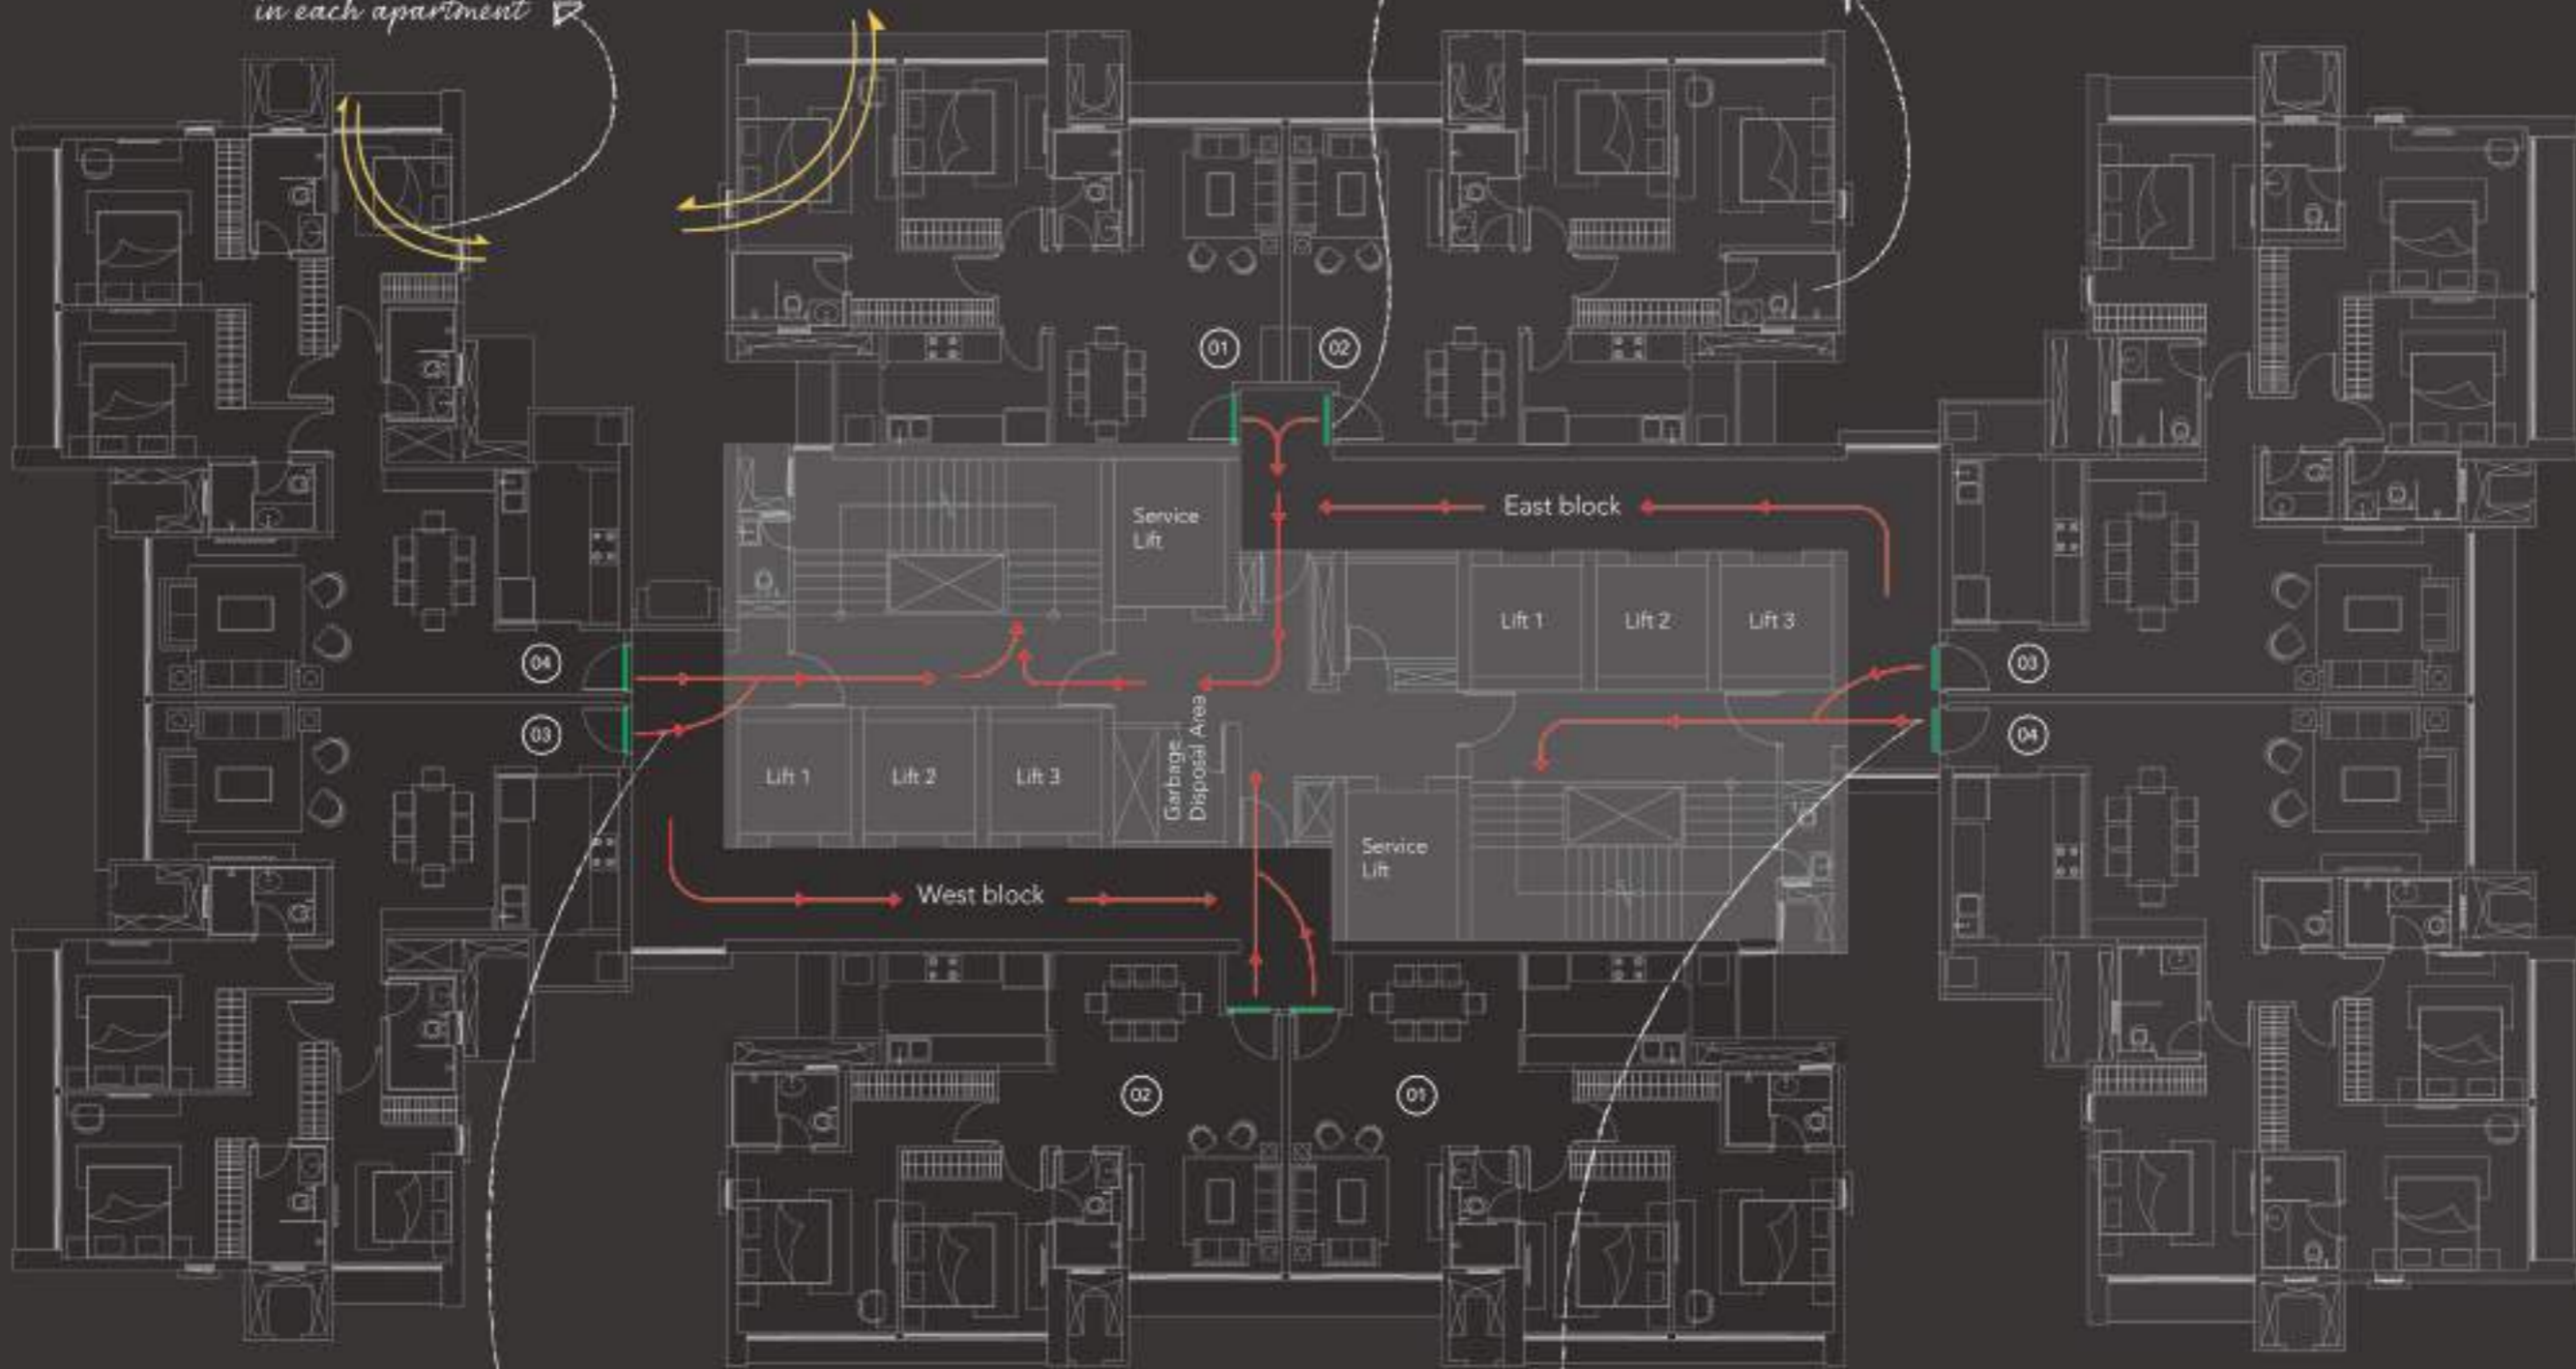 in each apartment
01
02
Service
Lift
East block
Lift 1
Lift 2
Lift 3
04
03
03
04
Garbage
Disposal Area
Lift 1
Lift 2
Lift 3
Service
Lift
West block
02
01